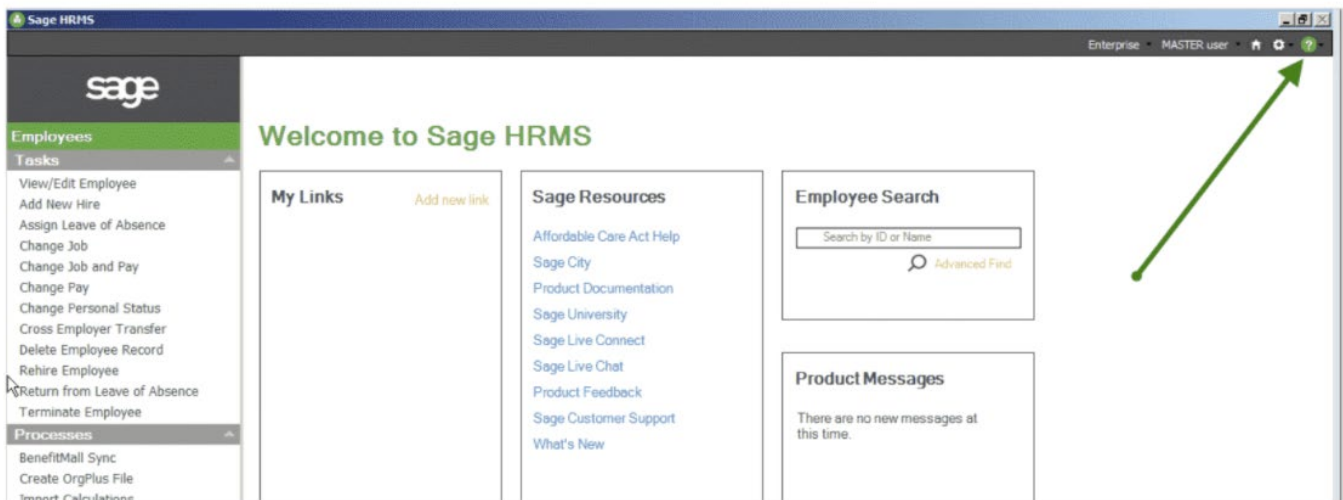 Sage HRMS
Enterprise MASTER user ?
sage
Employees
Tasks
View/Edit Employee
Add New Hire
Assign Leave of Absence
Change Job
Change Job and Pay
Change Pay
Change Personal Status
Cross Employer Transfer
Delete Employee Record
Rehire Employee
Return from Leave of Absence
Terminate Employee
Processes
BenefitMall Sync
Create OrgPlus File
Import Calculations
Welcome to Sage HRMS
My Links
Add new link
Sage Resources
Affordable Care Act Help
Sage City
Product Documentation
Sage University
Sage Live Connect
Sage Live Chat
Product Feedback
Sage Customer Support
What's New
Employee Search
Search by ID or Name
Advanced Find
Product Messages
There are no new messages at
this time.